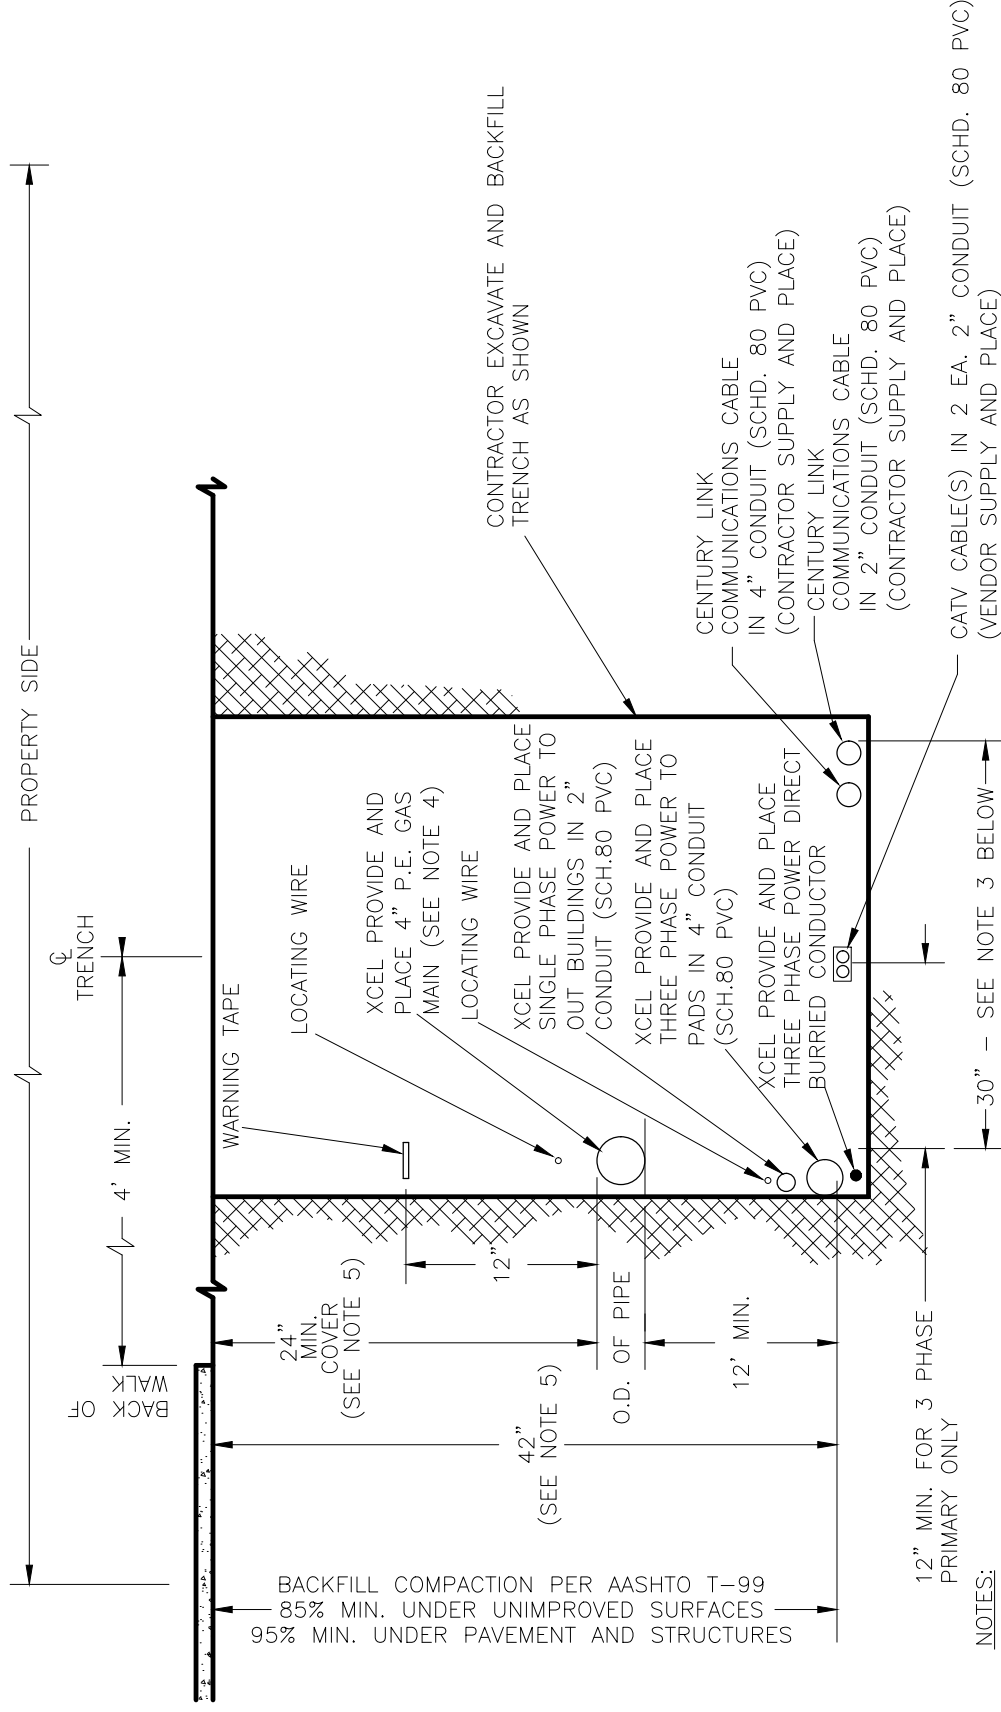 PROPERTY SIDE
℄
TRENCH
4' MIN.
BACK OF
WALK
WARNING TAPE
LOCATING WIRE
XCEL PROVIDE AND
PLACE 4" P.E. GAS
MAIN (SEE NOTE 4)
LOCATING WIRE
XCEL PROVIDE AND PLACE
SINGLE PHASE POWER TO
OUT BUILDINGS IN 2"
CONDUIT (SCH.80 PVC)
XCEL PROVIDE AND PLACE
THREE PHASE POWER TO
PADS IN 4" CONDUIT
(SCH.80 PVC)
XCEL PROVIDE AND PLACE
THREE PHASE POWER DIRECT
BURRIED CONDUCTOR
CONTRACTOR EXCAVATE AND BACKFILL
TRENCH AS SHOWN
CENTURY LINK
COMMUNICATIONS CABLE
IN 4" CONDUIT (SCHD. 80 PVC)
(CONTRACTOR SUPPLY AND PLACE)
CENTURY LINK
COMMUNICATIONS CABLE
IN 2" CONDUIT (SCHD. 80 PVC)
(CONTRACTOR SUPPLY AND PLACE)
CATV CABLE(S) IN 2 EA. 2" CONDUIT (SCHD. 80 PVC)
(VENDOR SUPPLY AND PLACE)
12"
24"
MIN.
COVER
(SEE NOTE 5)
O.D. OF PIPE
12' MIN.
42"
(SEE NOTE 5)
BACKFILL COMPACTION PER AASHTO T-99
85% MIN. UNDER UNIMPROVED SURFACES
95% MIN. UNDER PAVEMENT AND STRUCTURES
12" MIN. FOR 3 PHASE
PRIMARY ONLY
30" - SEE NOTE 3 BELOW
NOTES: